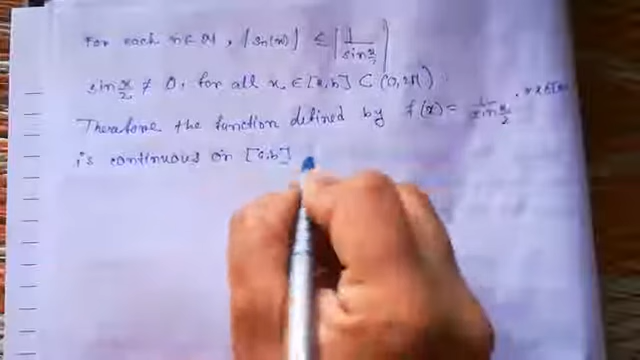 For each n∈ℕ, |Sn(x)| ≤ |1/sin x/2|
sin x/2 ≠ 0, for all x ∈ [a,b] ⊂ (0,2π).
Therefore the function defined by f(x) = 1/sin x/2,
is continuous on [a,b]